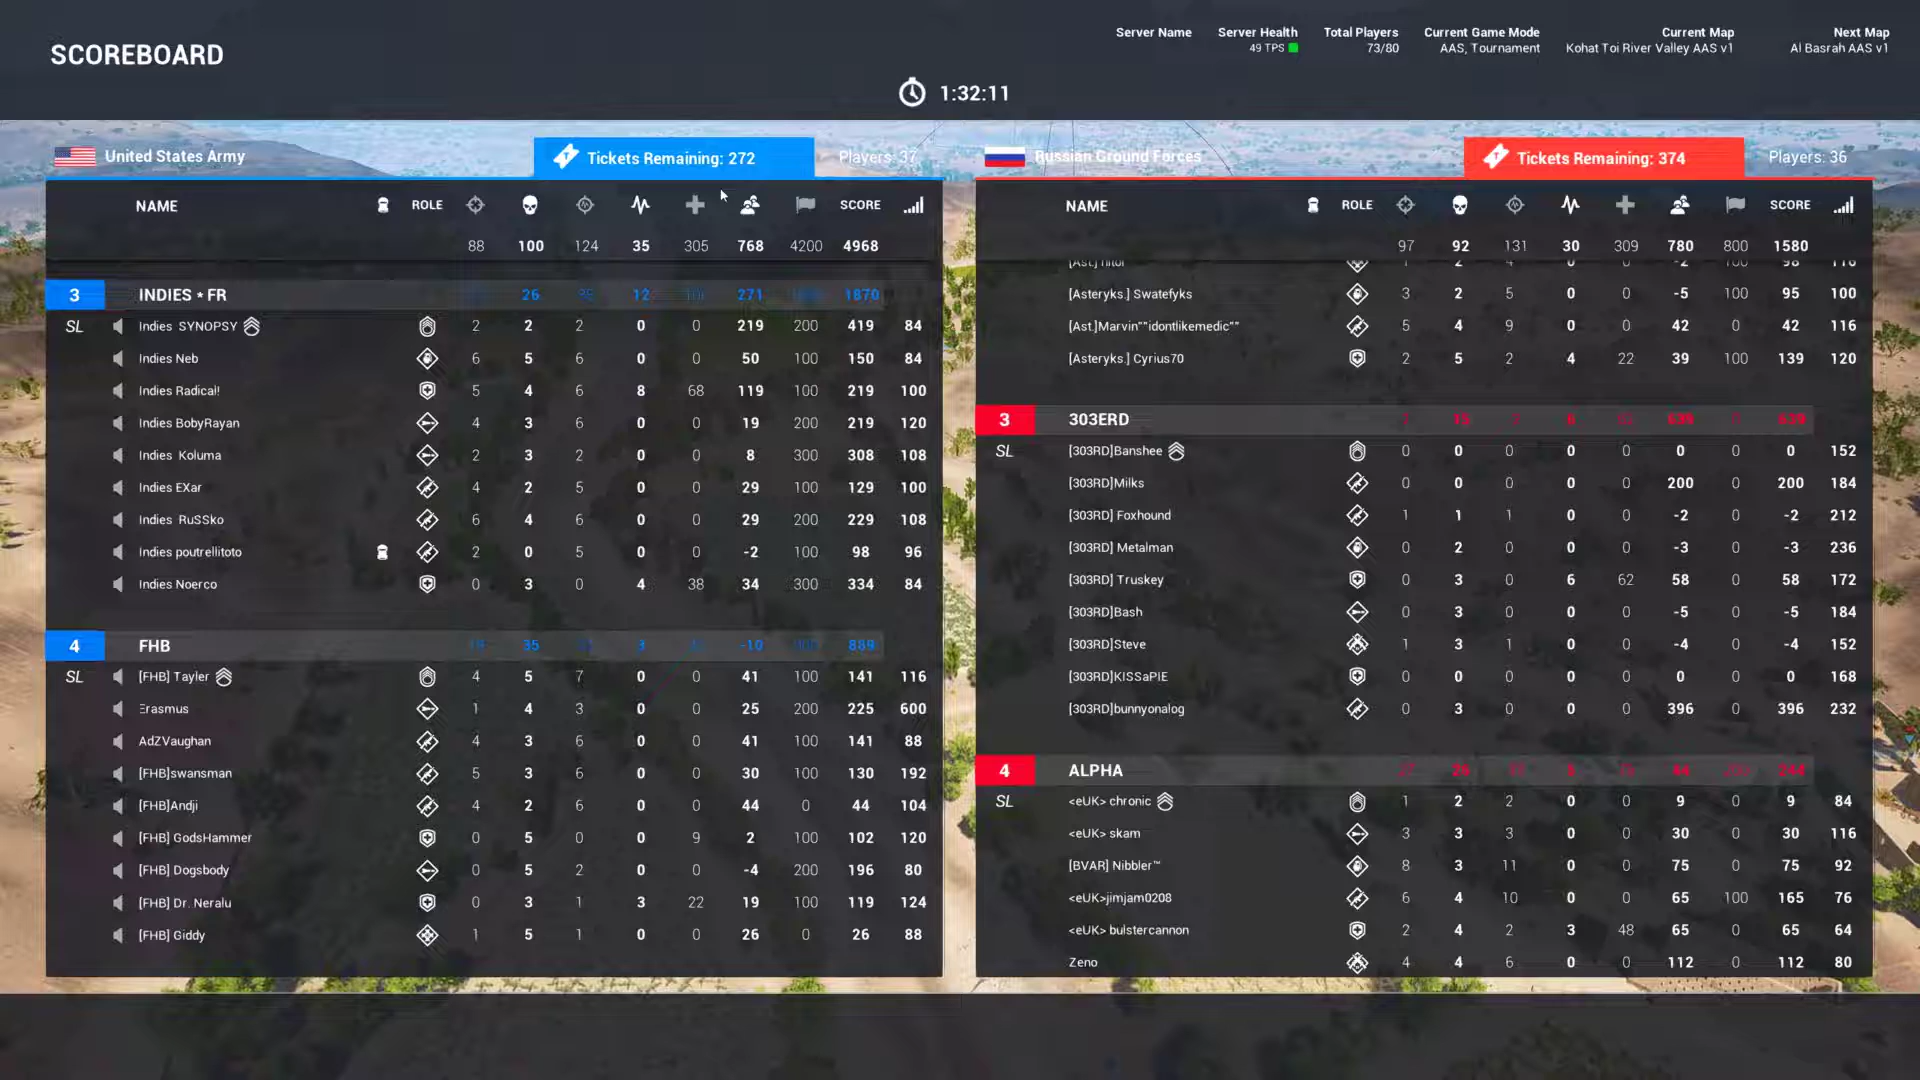 SCOREBOARD
Server Name
Server Health
49 TPS
Total Players
73/80
Current Game Mode
AAS, Tournament
Current Map
Kohat Toi River Valley AAS v1
Next Map
Al Basrah AAS v1
1:32:11
United States Army
Tickets Remaining: 272
Players: 37
NAME ROLE SCORE
88 100 124 35 305 768 4200 4968
3 INDIES * FR 26 12 271 1870
SL Indies SYNOPSY 2 2 2 0 0 219 200 419 84
Indies Neb 6 5 6 0 0 50 100 150 84
Indies Radical! 5 4 6 8 68 119 100 219 100
Indies BobyRayan 4 3 6 0 0 19 200 219 120
Indies Koluma 2 3 2 0 0 8 300 308 108
Indies EXar 4 2 5 0 0 29 100 129 100
Indies RuSSko 6 4 6 0 0 29 200 229 108
Indies poutrellitoto 2 0 5 0 0 -2 100 98 96
Indies Noerco 0 3 0 4 38 34 300 334 84
4 FHB 35 3 -10 889
SL [FHB] Tayler 4 5 7 0 0 41 100 141 116
Erasmus 1 4 3 0 0 25 200 225 600
AdZVaughan 4 3 6 0 0 41 100 141 88
[FHB]swansman 5 3 6 0 0 30 100 130 192
[FHB]Andji 4 2 6 0 0 44 0 44 104
[FHB] GodsHammer 0 5 0 0 9 2 100 102 120
[FHB] Dogsbody 0 5 2 0 0 -4 200 196 80
[FHB] Dr. Neralu 0 3 1 3 22 19 100 119 124
[FHB] Giddy 1 5 1 0 0 26 0 26 88
Russian Ground Forces
Tickets Remaining: 374
Players: 36
NAME ROLE SCORE
97 92 131 30 309 780 800 1580
1 2 4 0 0 -2 100 98 116
[Asteryks.] Swatefyks 3 2 5 0 0 -5 100 95 100
[Ast.]Marvin""idontlikemedic"" 5 4 9 0 0 42 0 42 116
[Asteryks.] Cyrius70 2 5 2 4 22 39 100 139 120
3 303ERD 15 6 639 0 639
SL [303RD]Banshee 0 0 0 0 0 0 0 0 152
[303RD]Milks 0 0 0 0 0 200 0 200 184
[303RD] Foxhound 1 1 1 0 0 -2 0 -2 212
[303RD] Metalman 0 2 0 0 0 -3 0 -3 236
[303RD] Truskey 0 3 0 6 62 58 0 58 172
[303RD]Bash 0 3 0 0 0 -5 0 -5 184
[303RD]Steve 1 3 1 0 0 -4 0 -4 152
[303RD]KISSaPIE 0 0 0 0 0 0 0 0 168
[303RD]bunnyonalog 0 3 0 0 0 396 0 396 232
4 ALPHA
SL <eUK> chronic 1 2 2 0 0 9 0 9 84
<eUK> skam 3 3 3 0 0 30 0 30 116
[BVAR] Nibbler™ 8 3 11 0 0 75 0 75 92
<eUK>jimjam0208 6 4 10 0 0 65 100 165 76
<eUK> bulstercannon 2 4 2 3 48 65 0 65 64
Zeno 4 4 6 0 0 112 0 112 80